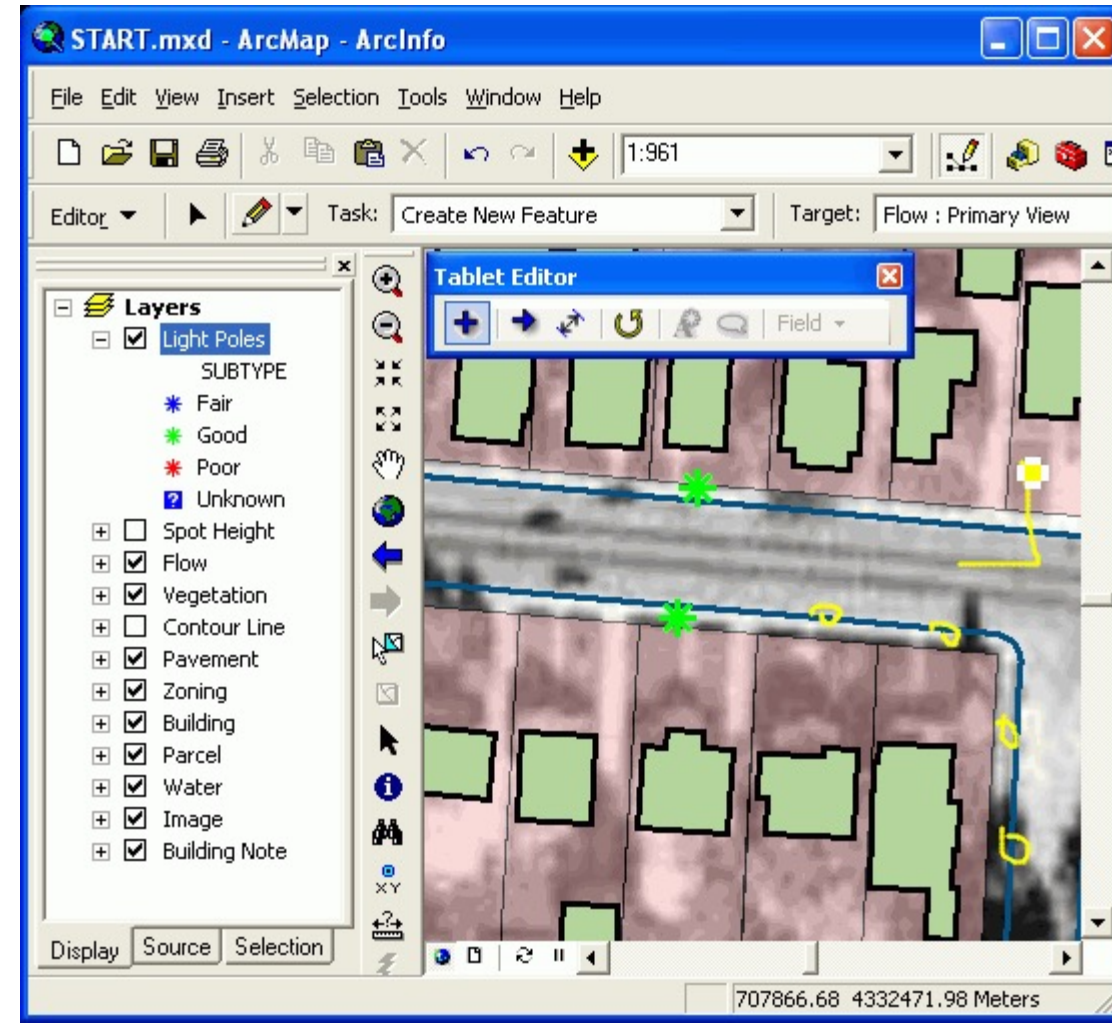 START.mxd - ArcMap - ArcInfo
File Edit View Insert Selection Tools Window Help
1:961
Editor Task: Create New Feature Target: Flow : Primary View
Tablet Editor
Field
Layers
Light Poles
SUBTYPE
Fair
Good
Poor
? Unknown
Spot Height
Flow
Vegetation
Contour Line
Pavement
Zoning
Building
Parcel
Water
Image
Building Note
XY
Display Source Selection
707866.68 4332471.98 Meters